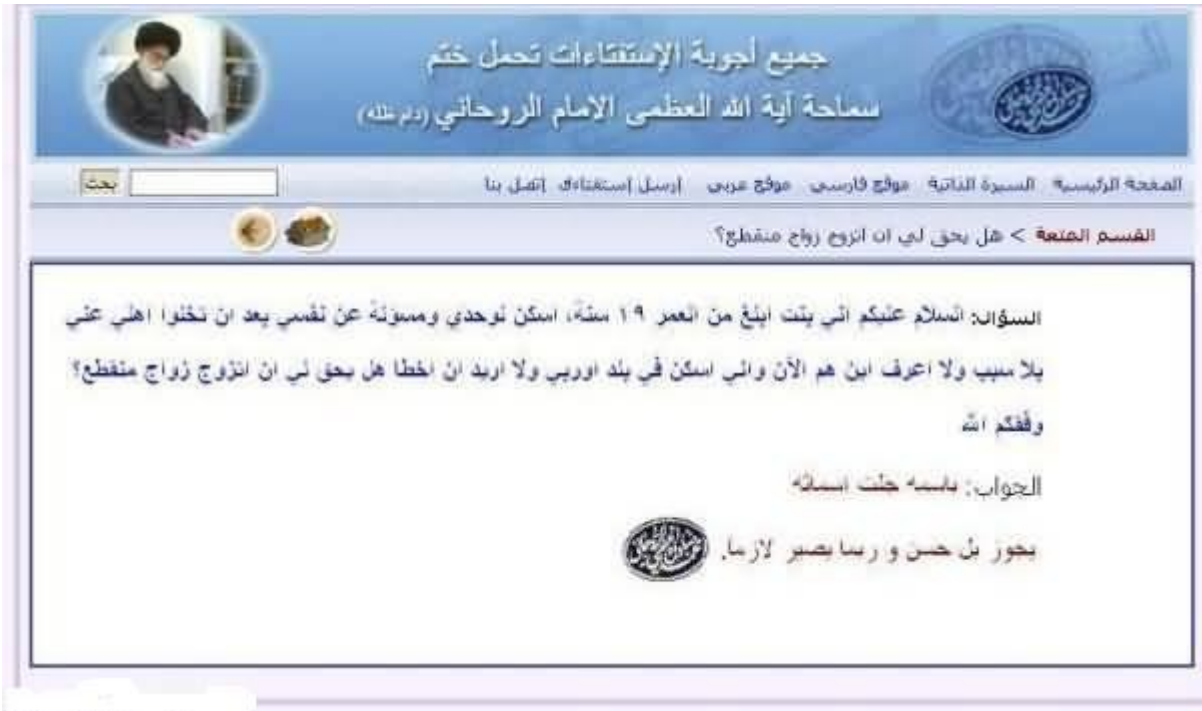 جميع أجوبة الإستفتاءات تحمل ختم
سماحة آية الله العظمى الامام الروحاني (دام ظله)
الصفحة الرئيسية السيرة الذاتية موقع فارسي موقع عربي إرسل إستفتاءك إتصل بنا
بحث
القسم المتعة > هل يحق لي ان اتزوج زواج منقطع؟
السؤال: السلام عليكم اني بنت ابلغ من العمر ١٩ سنة، اسكن لوحدي ومسؤنة عن نفسي بعد ان تخلوا اهلي عني
بلا سبب ولا اعرف اين هم الآن واني اسكن في بلد اوربي ولا اريد ان اخطا هل يحق لي ان اتزوج زواج منقطع؟
وفقكم الله
الجواب: باسمه جلت اسمائه
يجوز بل حسن و ربما يصير لازما.